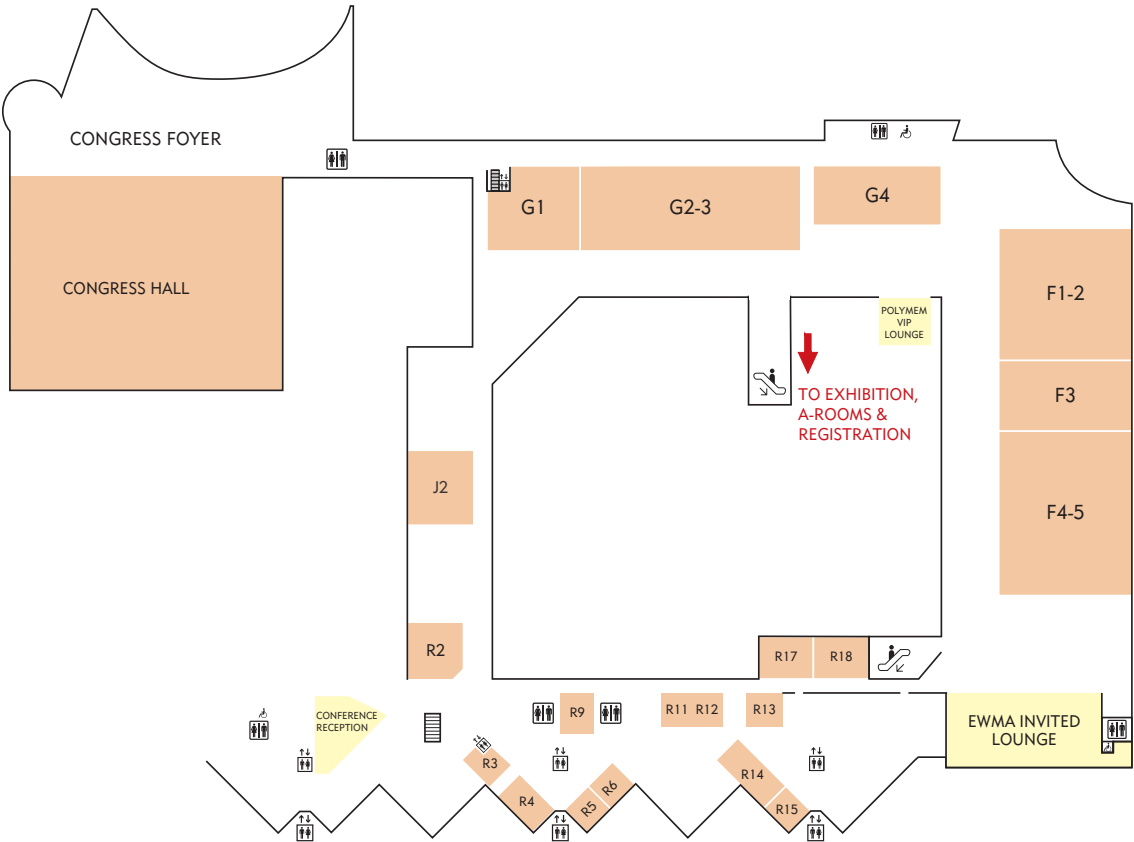 CONGRESS FOYER
G1
G2-3
G4
CONGRESS HALL
F1-2
POLYMEM
VIP
LOUNGE
TO EXHIBITION,
A-ROOMS &
REGISTRATION
F3
J2
F4-5
R2
R17
R18
CONFERENCE
RECEPTION
R9
R11 R12
R13
EWMA INVITED
LOUNGE
R3
R4
R5
R6
R14
R15